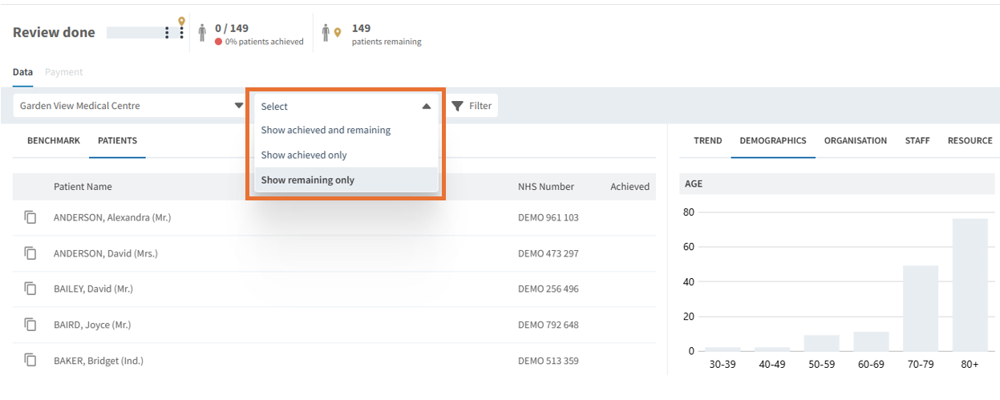 Review done
0 / 149
0% patients achieved
149
patients remaining
Data Payment
Garden View Medical Centre
Select
Filter
Show achieved and remaining
Show achieved only
Show remaining only
BENCHMARK PATIENTS
Patient Name NHS Number Achieved
ANDERSON, Alexandra (Mr.) DEMO 961 103
ANDERSON, David (Mrs.) DEMO 473 297
BAILEY, David (Mr.) DEMO 256 496
BAIRD, Joyce (Mr.) DEMO 792 648
BAKER, Bridget (Ind.) DEMO 513 359
TREND DEMOGRAPHICS ORGANISATION STAFF RESOURCE
AGE
80
60
40
20
0
30-39 40-49 50-59 60-69 70-79 80+